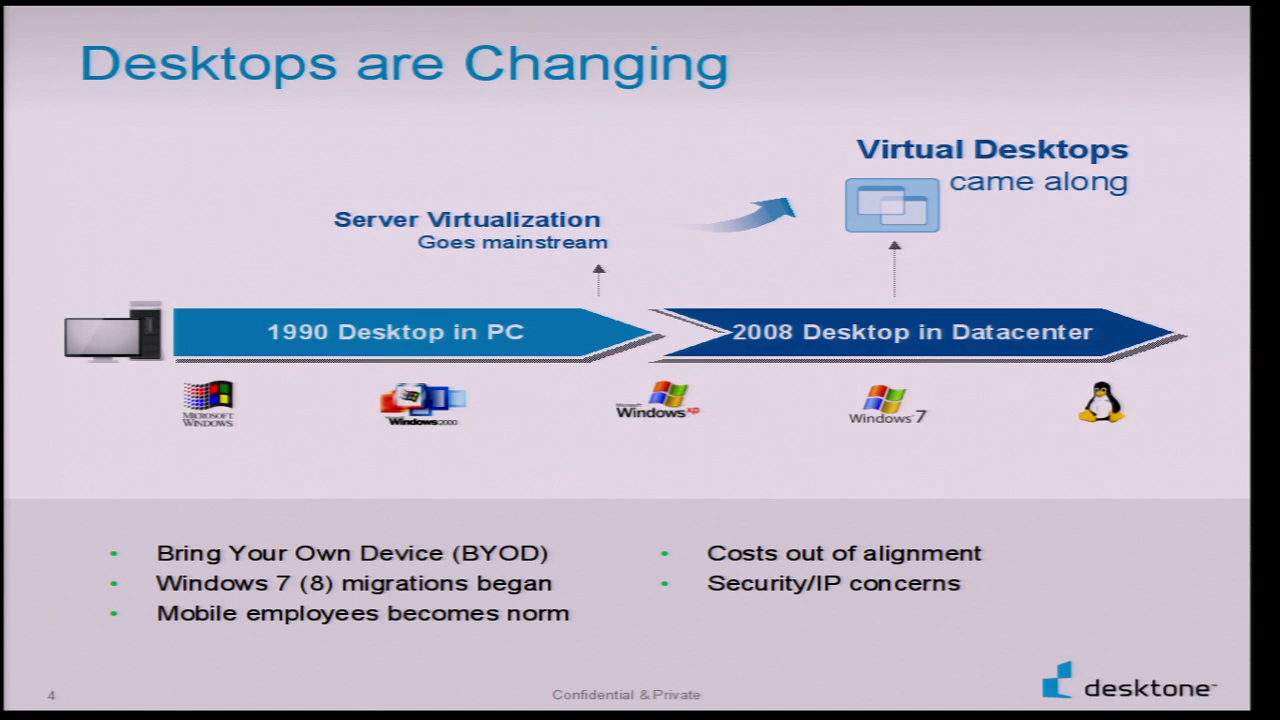 Desktops are Changing
Virtual Desktops
came along
Server Virtualization
Goes mainstream
1990 Desktop in PC
2008 Desktop in Datacenter
MICROSOFT
WINDOWS
Windows 2000
Microsoft
Windows xp
Windows 7
• Bring Your Own Device (BYOD)
• Windows 7 (8) migrations began
• Mobile employees becomes norm
• Costs out of alignment
• Security/IP concerns
4
Confidential & Private
desktone™